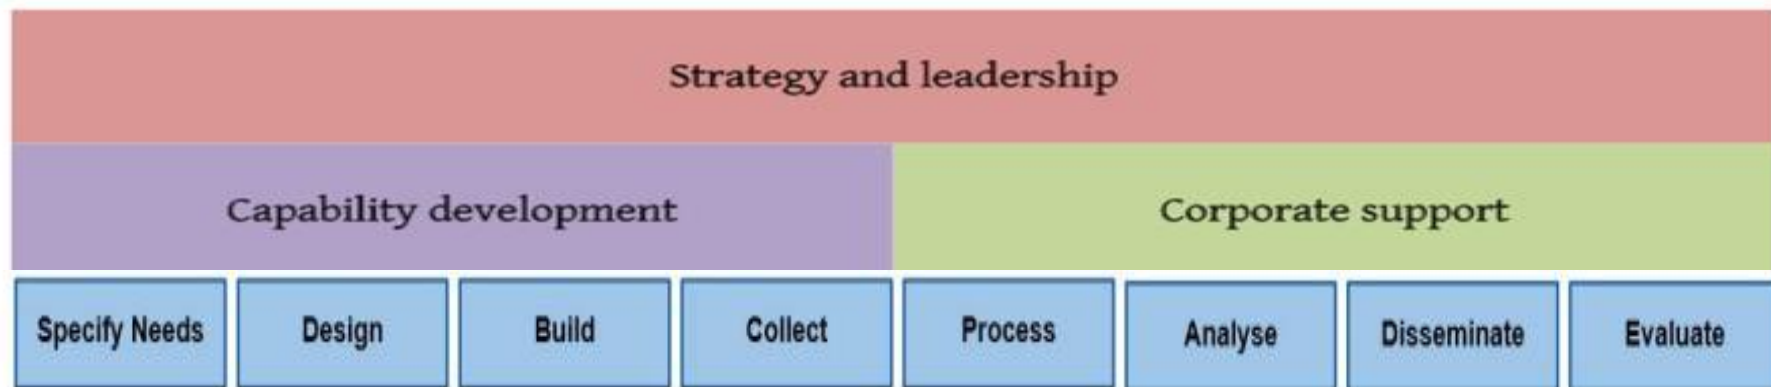 Strategy and leadership
Capability development
Corporate support
Specify Needs
Design
Build
Collect
Process
Analyse
Disseminate
Evaluate